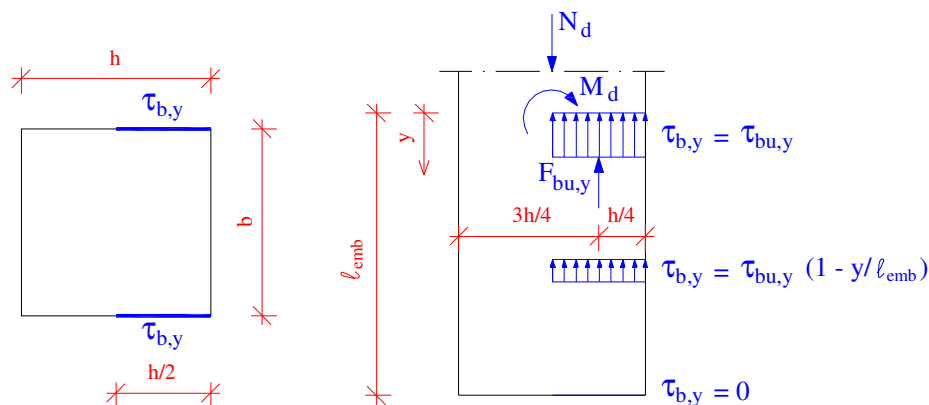 h
τb,y
b
τb,y
h/2
Nd
Md
y
τb,y = τbu,y
Fbu,y
3h/4
h/4
ℓemb
τb,y = τbu,y (1 - y/ℓemb)
τb,y = 0